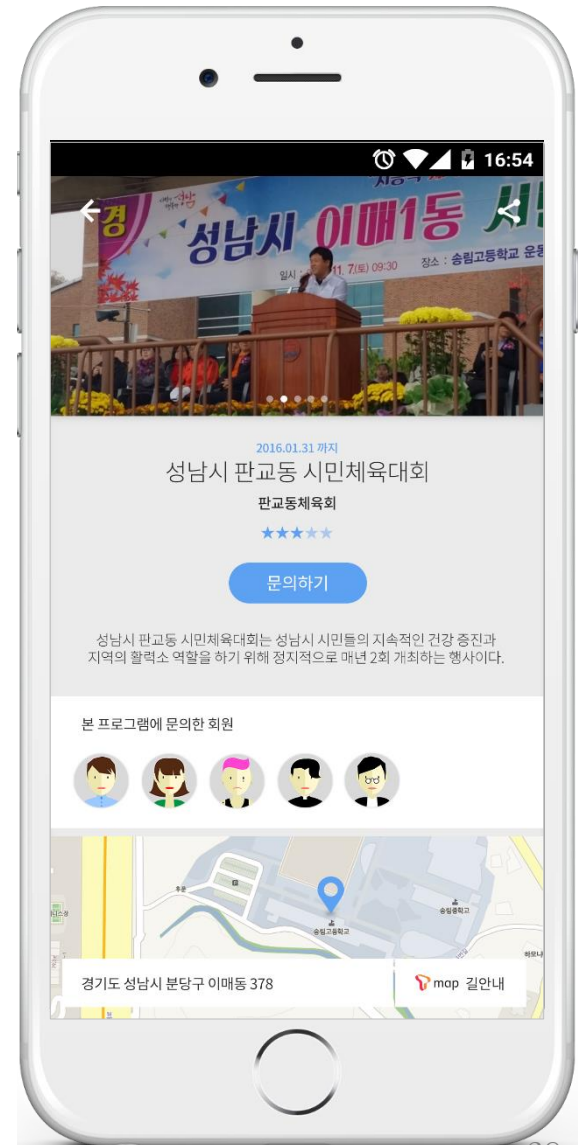 16:54
경
성남시 이매1동 시
일시 : 11. 7.(토) 09:30 장소 : 송림고등학교 운동
2016.01.31 까지
성남시 판교동 시민체육대회
판교동체육회
문의하기
성남시 판교동 시민체육대회는 성남시 시민들의 지속적인 건강 증진과
지역의 활력소 역할을 하기 위해 정지적으로 매년 2회 개최하는 행사이다.
본 프로그램에 문의한 회원
후문
송림중학교
송림고등학교
경기도 성남시 분당구 이매동 378
map 길안내